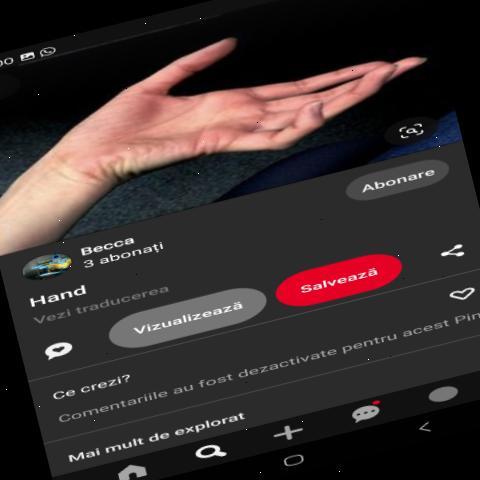 00
Abonare
Becca
3 abonați
Hand
Vezi traducerea
Vizualizează
Salvează
Ce crezi?
Comentariile au fost dezactivate pentru acest Pin
Mai mult de explorat